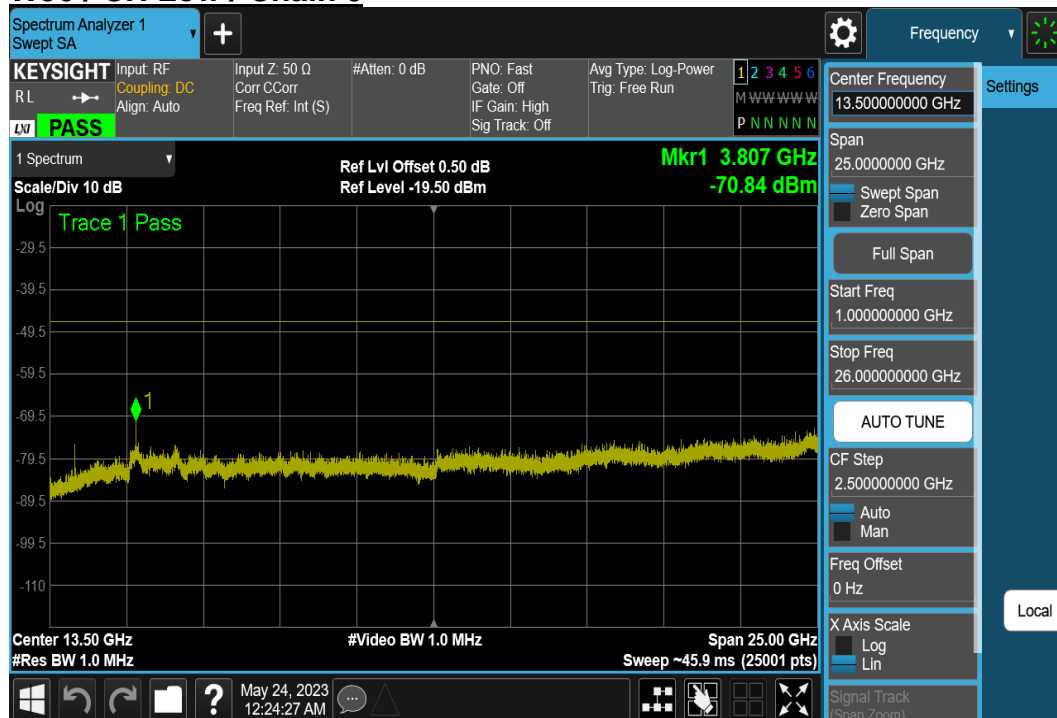 Spectrum Analyzer 1
Swept SA
Frequency
KEYSIGHT
RL
LXI PASS
Input: RF
Coupling: DC
Align: Auto
Input Z: 50 Ω
Corr CCorr
Freq Ref: Int (S)
#Atten: 0 dB
PNO: Fast
Gate: Off
IF Gain: High
Sig Track: Off
Avg Type: Log-Power
Trig: Free Run
1 2 3 4 5 6
M W W W W W
P N N N N N
1 Spectrum
Scale/Div 10 dB
Ref Lvl Offset 0.50 dB
Ref Level -19.50 dBm
Mkr1 3.807 GHz
-70.84 dBm
Log
Trace 1 Pass
-29.5
-39.5
-49.5
-59.5
1
-69.5
-79.5
-89.5
-99.5
-110
Center 13.50 GHz
#Res BW 1.0 MHz
#Video BW 1.0 MHz
Span 25.00 GHz
Sweep ~45.9 ms (25001 pts)
May 24, 2023
12:24:27 AM
Center Frequency
13.500000000 GHz
Span
25.0000000 GHz
Swept Span
Zero Span
Full Span
Start Freq
1.000000000 GHz
Stop Freq
26.000000000 GHz
AUTO TUNE
CF Step
2.500000000 GHz
Auto
Man
Freq Offset
0 Hz
X Axis Scale
Log
Lin
Signal Track
(Span Zoom)
Settings
Local